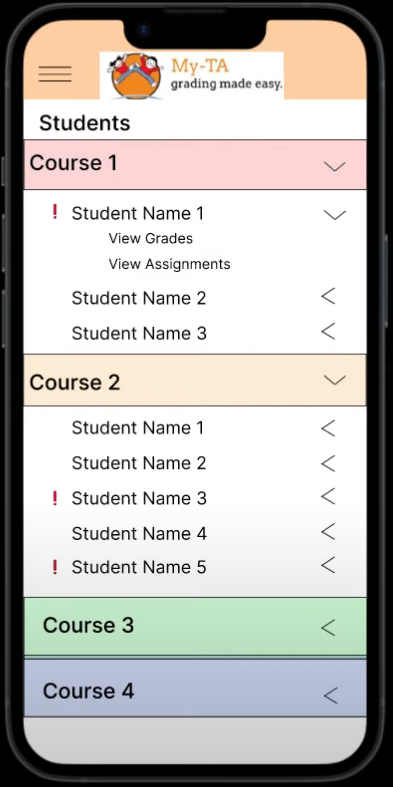 My-TA
grading made easy.
Students
Course 1
! Student Name 1
View Grades
View Assignments
Student Name 2
Student Name 3
Course 2
Student Name 1
Student Name 2
! Student Name 3
Student Name 4
! Student Name 5
Course 3
Course 4